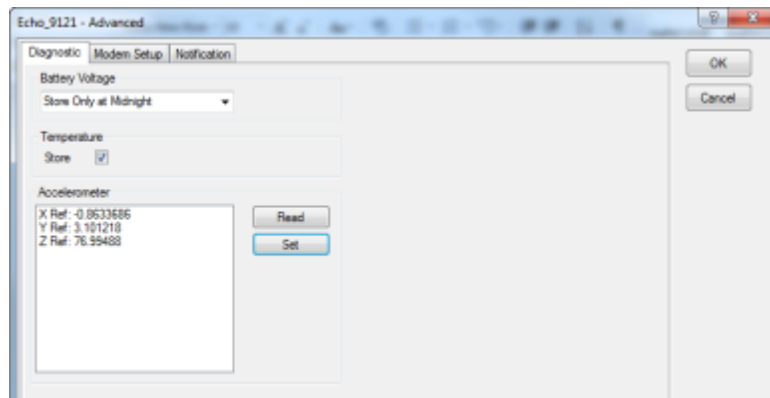 Echo_9121 - Advanced
Diagnostic Modem Setup Notification
OK
Cancel
Battery Voltage
Store Only at Midnight
Temperature
Store
Accelerometer
X Ref: -0.8633686
Y Ref: 3.101218
Z Ref: 76.99488
Read
Set